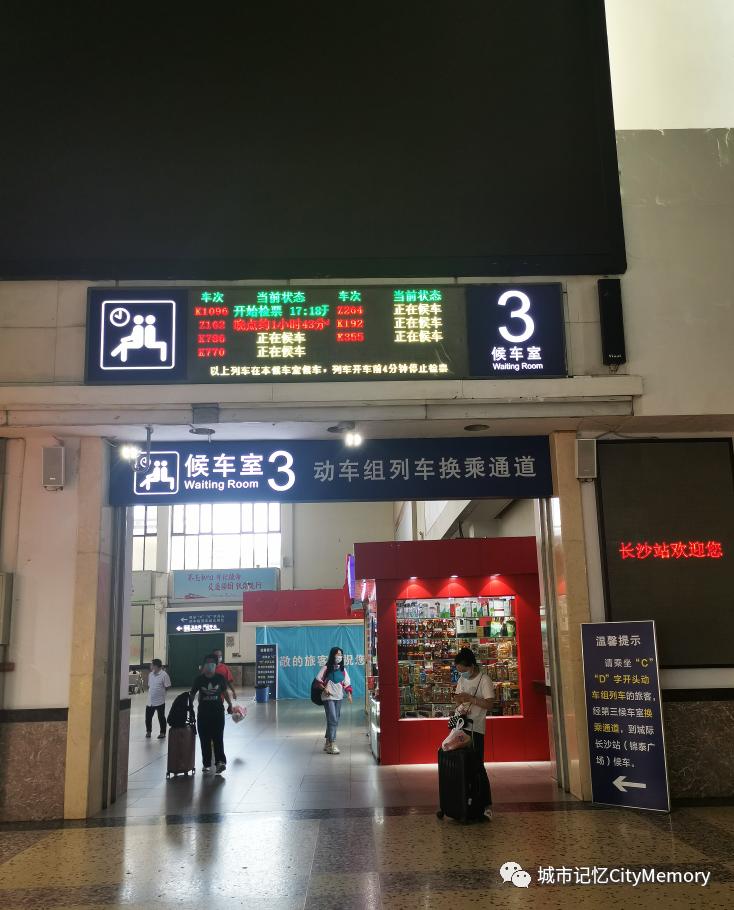 车次 当前状态 车次 当前状态
K1096 开始检票 17:18开 Z264 正在候车
Z162 晚点约1小时43分 K192 正在候车
K786 正在候车 K355 正在候车
K770 正在候车
以上列车在本候车室候车，列车开车前4分钟停止检票
3
候车室
Waiting Room
候车室
Waiting Room
3
动车组列车换乘通道
长沙站欢迎您
温馨提示
请乘坐“C”
“D”字开头动
车组列车的旅客，
经第三候车室换
乘通道，到城际
长沙站（锦泰广
场）候车。
敬的旅客 祝您
城市记忆CityMemory